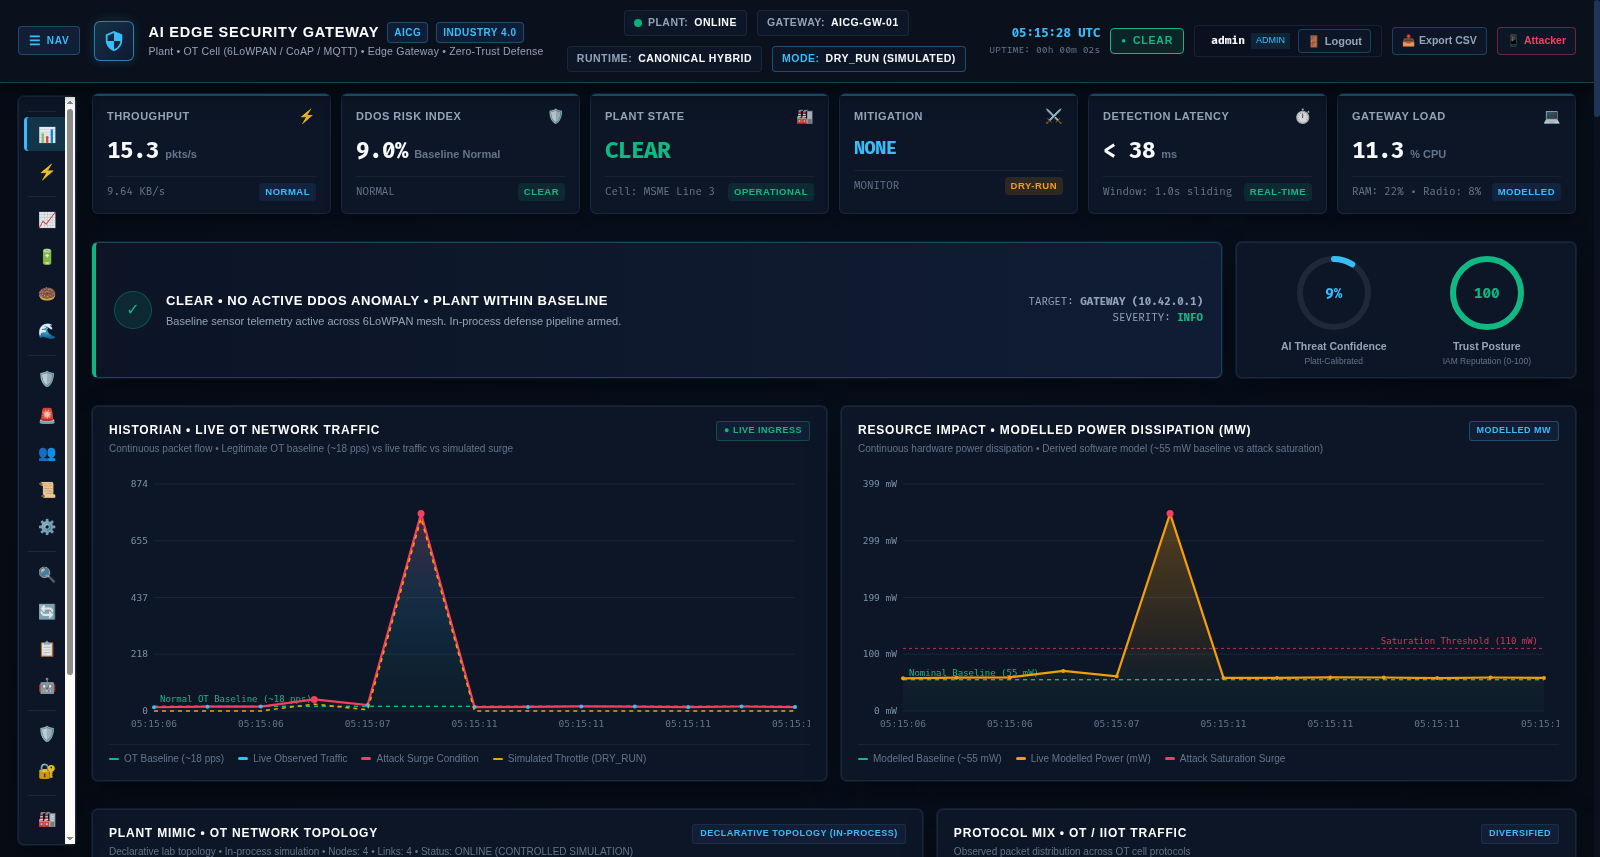 ☰ NAV
AI EDGE SECURITY GATEWAY AICG INDUSTRY 4.0
Plant • OT Cell (6LoWPAN / CoAP / MQTT) • Edge Gateway • Zero-Trust Defense
PLANT: ONLINE GATEWAY: AICG-GW-01
RUNTIME: CANONICAL HYBRID MODE: DRY_RUN (SIMULATED)
05:15:28 UTC
UPTIME: 00h 00m 02s
• CLEAR
admin ADMIN Logout
Export CSV
Attacker
THROUGHPUT
15.3 pkts/s
9.64 KB/s NORMAL
DDOS RISK INDEX
9.0% Baseline Normal
NORMAL CLEAR
PLANT STATE
CLEAR
Cell: MSME Line 3 OPERATIONAL
MITIGATION
NONE
MONITOR DRY-RUN
DETECTION LATENCY
< 38 ms
Window: 1.0s sliding REAL-TIME
GATEWAY LOAD
11.3 % CPU
RAM: 22% • Radio: 8% MODELLED
✓
CLEAR • NO ACTIVE DDOS ANOMALY • PLANT WITHIN BASELINE
Baseline sensor telemetry active across 6LoWPAN mesh. In-process defense pipeline armed.
TARGET: GATEWAY (10.42.0.1)
SEVERITY: INFO
9%
AI Threat Confidence
Platt-Calibrated
100
Trust Posture
IAM Reputation (0-100)
HISTORIAN • LIVE OT NETWORK TRAFFIC
● LIVE INGRESS
Continuous packet flow • Legitimate OT baseline (~18 pps) vs live traffic vs simulated surge
874
655
437
218
0
Normal OT Baseline (~18 pps)
05:15:06 05:15:06 05:15:07 05:15:11 05:15:11 05:15:11 05:15:1
OT Baseline (~18 pps) Live Observed Traffic Attack Surge Condition Simulated Throttle (DRY_RUN)
RESOURCE IMPACT • MODELLED POWER DISSIPATION (MW)
MODELLED MW
Continuous hardware power dissipation • Derived software model (~55 mW baseline vs attack saturation)
399 mW
299 mW
199 mW
100 mW
0 mW
Saturation Threshold (110 mW)
Nominal Baseline (55 mW)
05:15:06 05:15:06 05:15:07 05:15:11 05:15:11 05:15:11 05:15:1
Modelled Baseline (~55 mW) Live Modelled Power (mW) Attack Saturation Surge
PLANT MIMIC • OT NETWORK TOPOLOGY
DECLARATIVE TOPOLOGY (IN-PROCESS)
Declarative lab topology • In-process simulation • Nodes: 4 • Links: 4 • Status: ONLINE (CONTROLLED SIMULATION)
PROTOCOL MIX • OT / IIOT TRAFFIC
DIVERSIFIED
Observed packet distribution across OT cell protocols